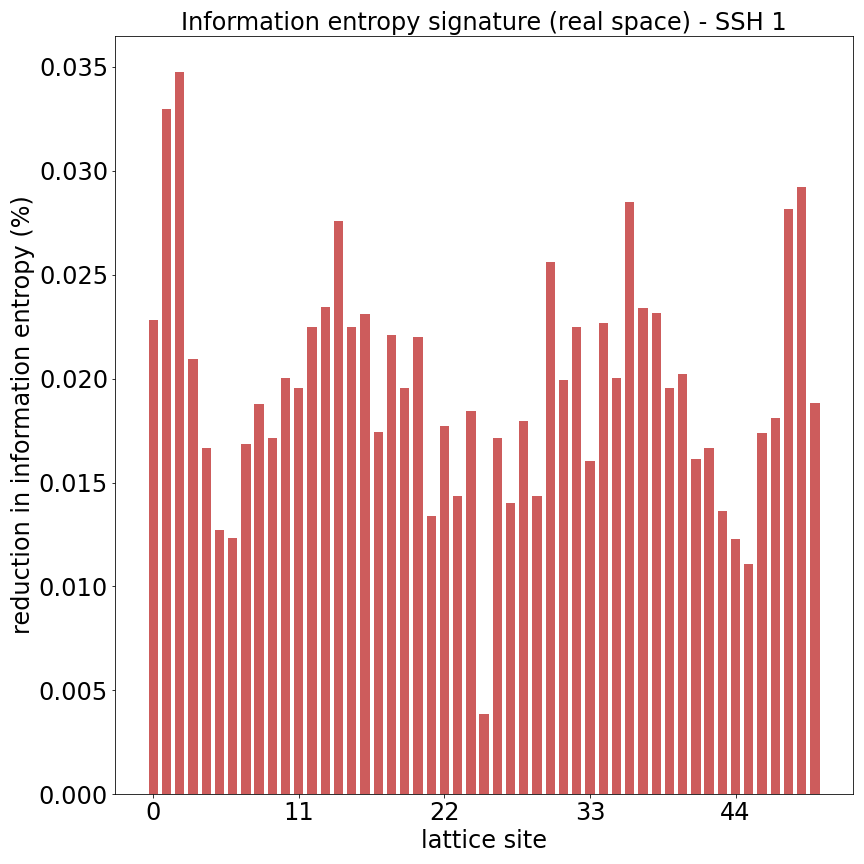 Information entropy signature (real space) - SSH 1
reduction in information entropy (%)
0.035
0.030
0.025
0.020
0.015
0.010
0.005
0.000
0 11 22 33 44
lattice site